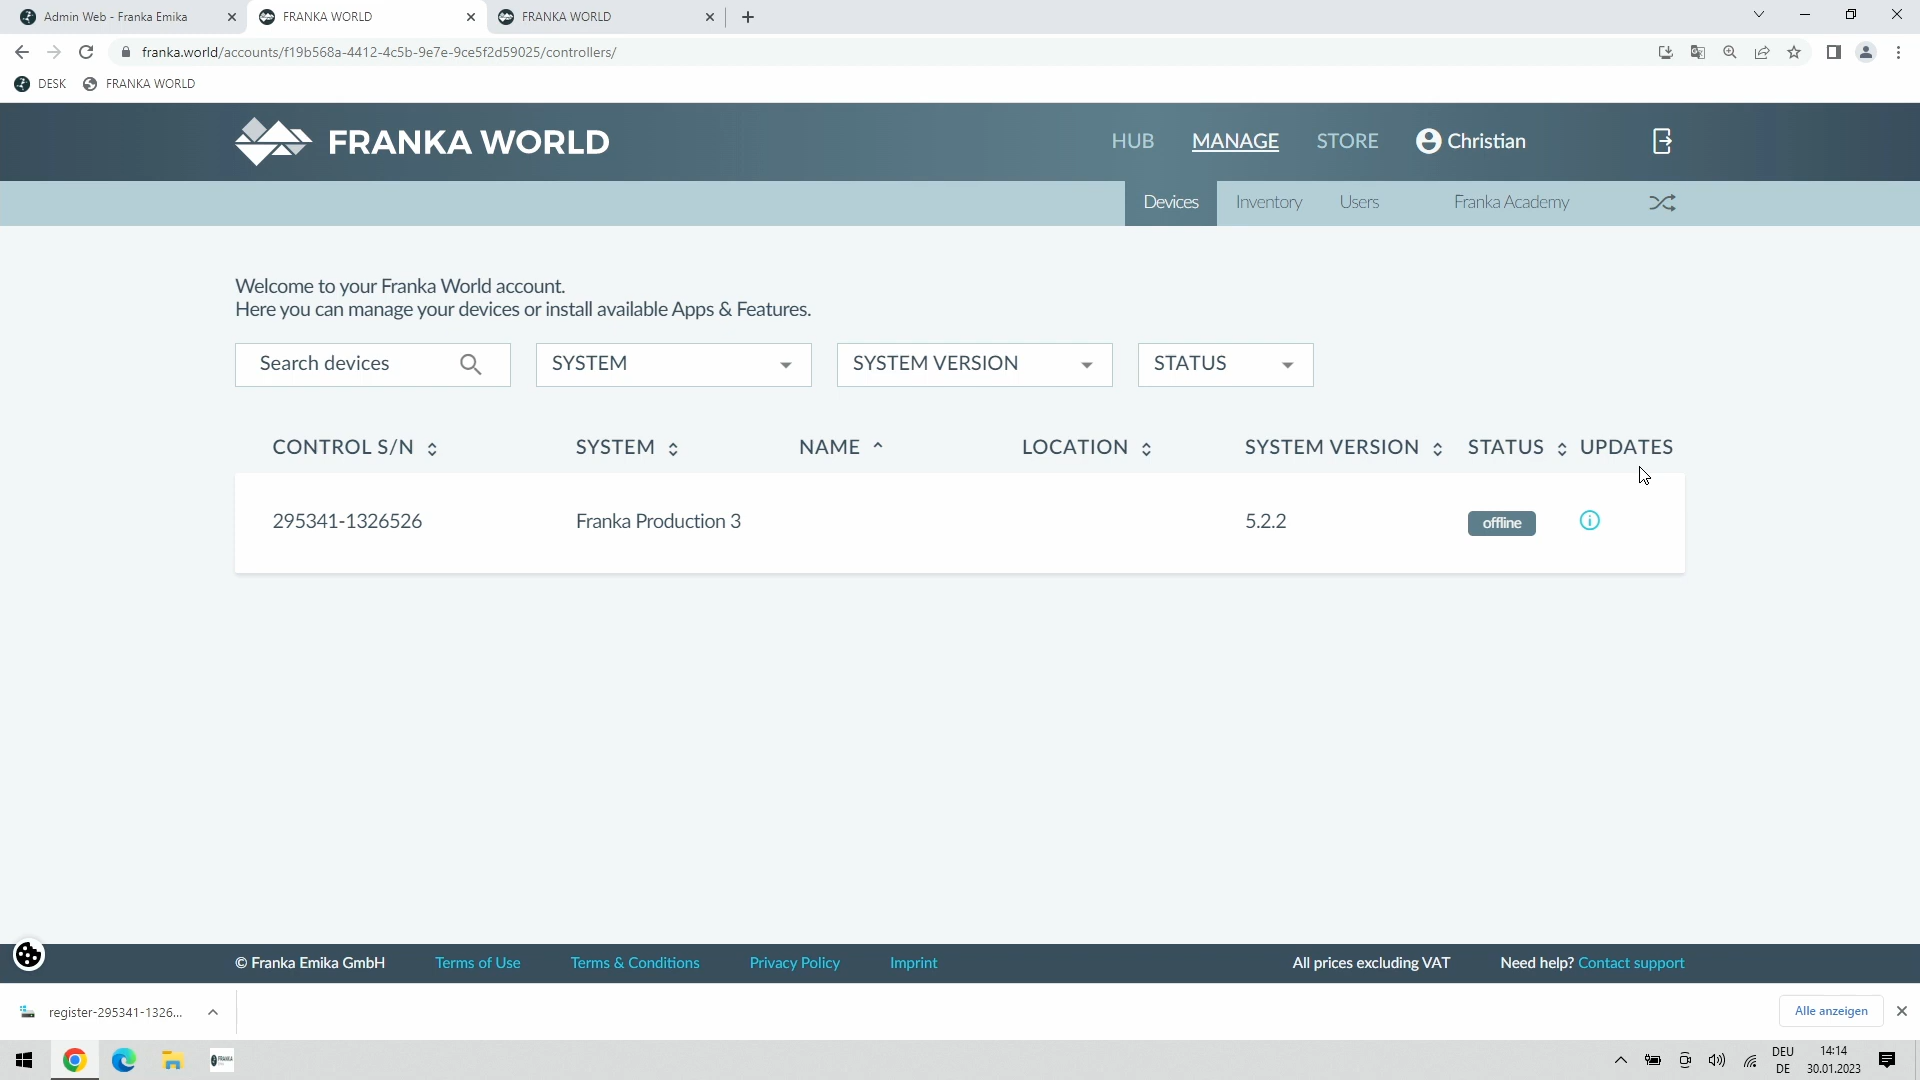 Admin Web - Franka Emika
FRANKA WORLD
FRANKA WORLD
franka.world/accounts/f19b568a-4412-4c5b-9e7e-9ce5f2d59025/controllers/
DESK
FRANKA WORLD
FRANKA WORLD
HUB
MANAGE
STORE
Christian
Devices
Inventory
Users
Franka Academy
Welcome to your Franka World account.
Here you can manage your devices or install available Apps & Features.
Search devices
SYSTEM
SYSTEM VERSION
STATUS
CONTROL S/N
SYSTEM
NAME
LOCATION
SYSTEM VERSION
STATUS
UPDATES
295341-1326526
Franka Production 3
5.2.2
offline
© Franka Emika GmbH
Terms of Use
Terms & Conditions
Privacy Policy
Imprint
All prices excluding VAT
Need help? Contact support
register-295341-1326...
Alle anzeigen
DEU
DE
14:14
30.01.2023